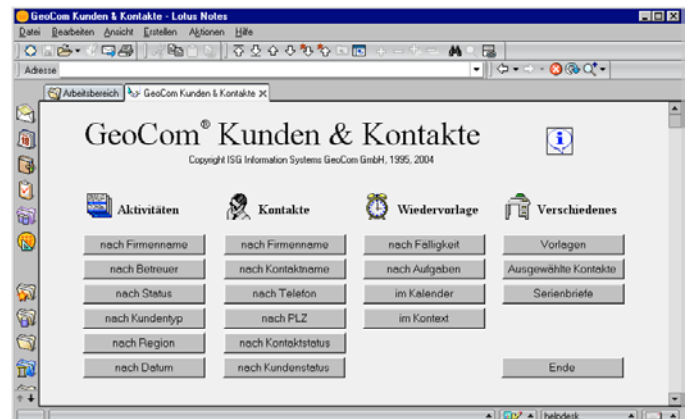 GeoCom Kunden & Kontakte - Lotus Notes
Datei Bearbeiten Ansicht Erstellen Aktionen Hilfe
Adresse
Arbeitsbereich GeoCom Kunden & Kontakte
GeoCom® Kunden & Kontakte
Copyright ISG Information Systems GeoCom GmbH, 1995, 2004
Aktivitäten Kontakte Wiedervorlage Verschiedenes
nach Firmenname nach Firmenname nach Fälligkeit Vorlagen
nach Betreuer nach Kontaktname nach Aufgaben Ausgewählte Kontakte
nach Status nach Telefon im Kalender Serienbriefe
nach Kundentyp nach PLZ im Kontext
nach Region nach Kontaktstatus
nach Datum nach Kundenstatus Ende
helpdesk